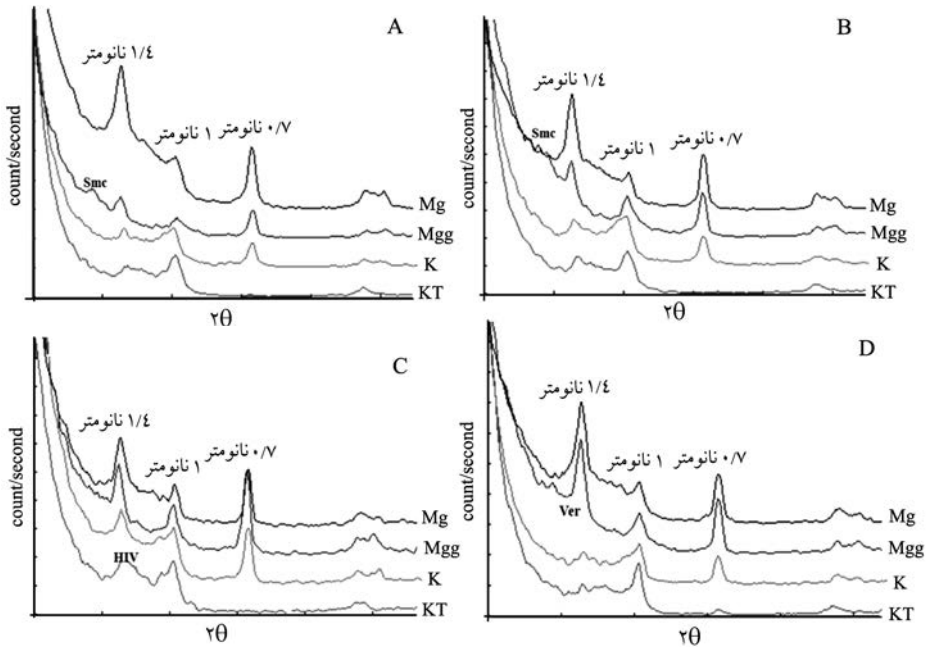 A
۱/٤ نانومتر
۱ نانومتر
۰/۷ نانومتر
Smc
Mg
Mgg
K
KT
count/second
۲θ
B
۱/٤ نانومتر
Smc
۱ نانومتر
۰/۷ نانومتر
Mg
Mgg
K
KT
count/second
۲θ
C
۱/٤ نانومتر
۱ نانومتر
۰/۷ نانومتر
HIV
Mg
Mgg
K
KT
count/second
۲θ
D
۱/٤ نانومتر
۱ نانومتر
۰/۷ نانومتر
Ver
Mg
Mgg
K
KT
count/second
۲θ